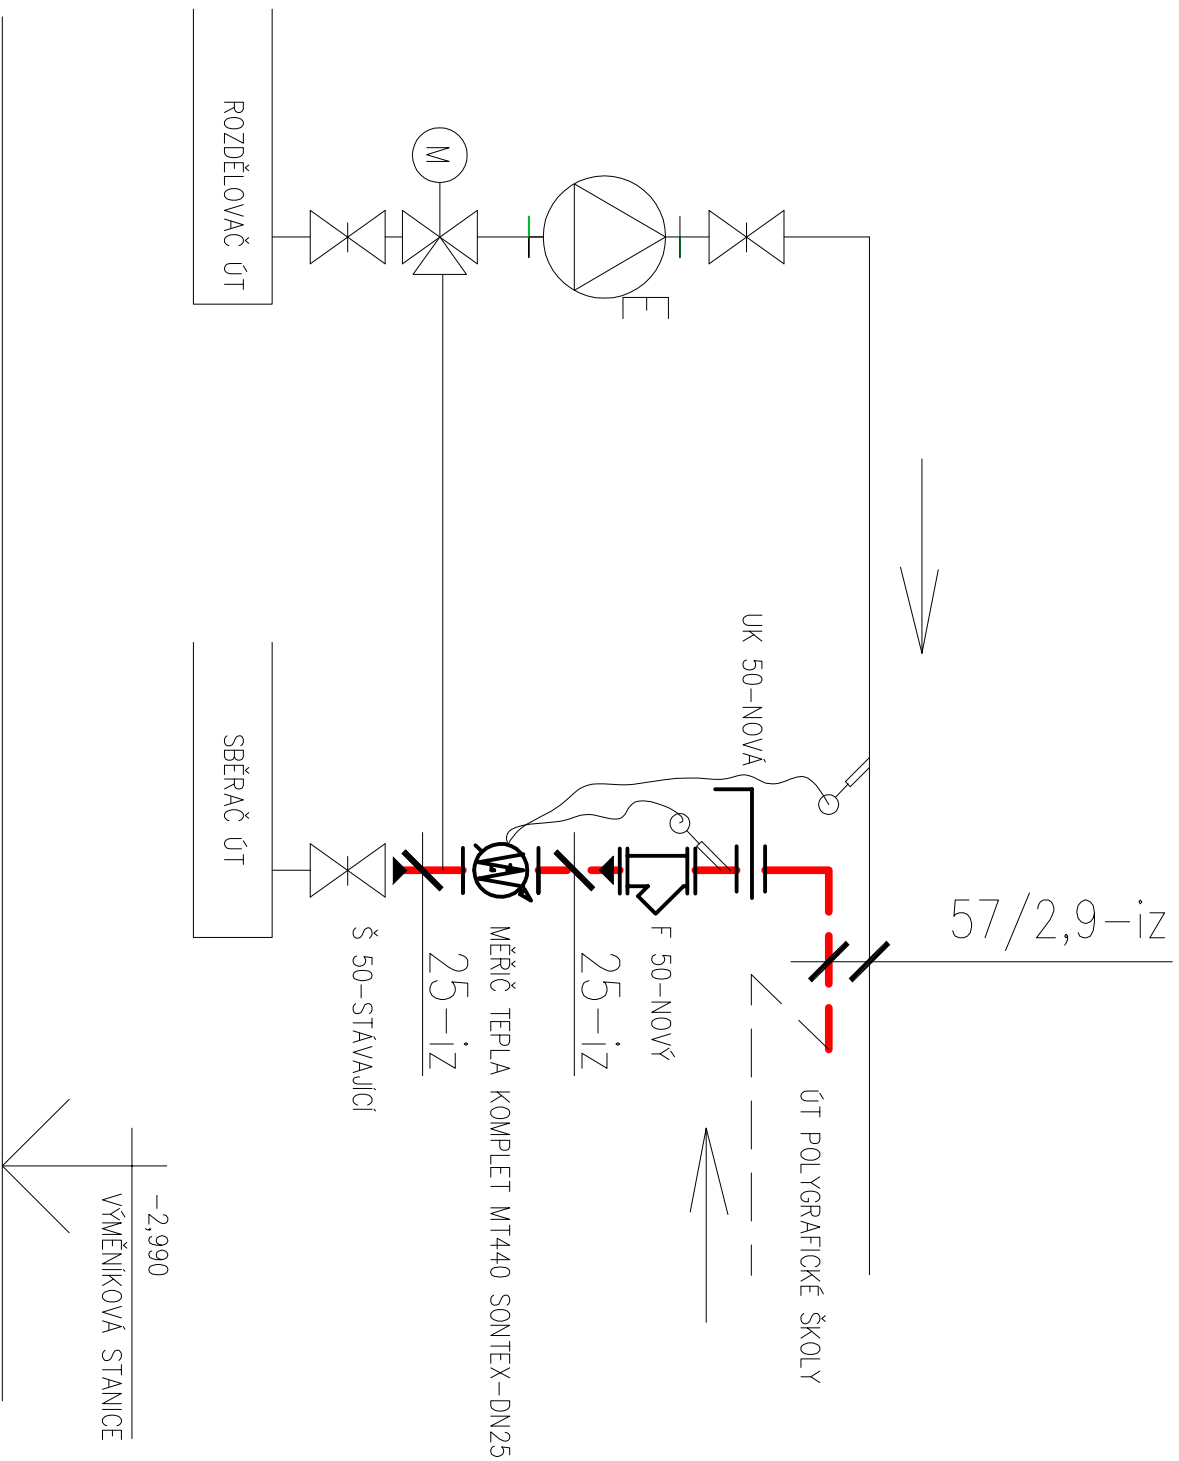 57/2,9-iz
ÚT POLYGRAFICKÉ ŠKOLY
UK 50-NOVÁ
F 50-NOVÝ
E
25-iz
MĚŘIČ TEPLA KOMPLET MT440 SONTEX-DN25
25-iz
M
Š 50-STÁVAJÍCÍ
ROZDĚLOVAČ ÚT
SBĚRAČ ÚT
-2,990
VÝMĚNÍKOVÁ STANICE